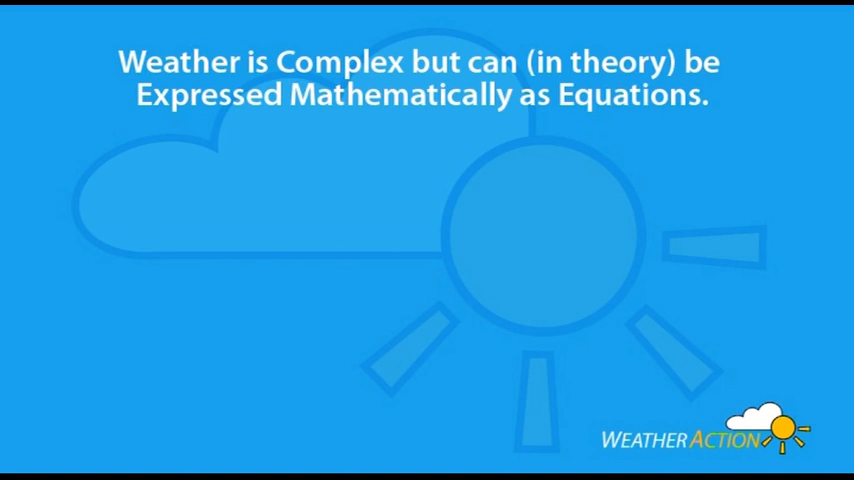 Weather is Complex but can (in theory) be
Expressed Mathematically as Equations.
WEATHERACTION